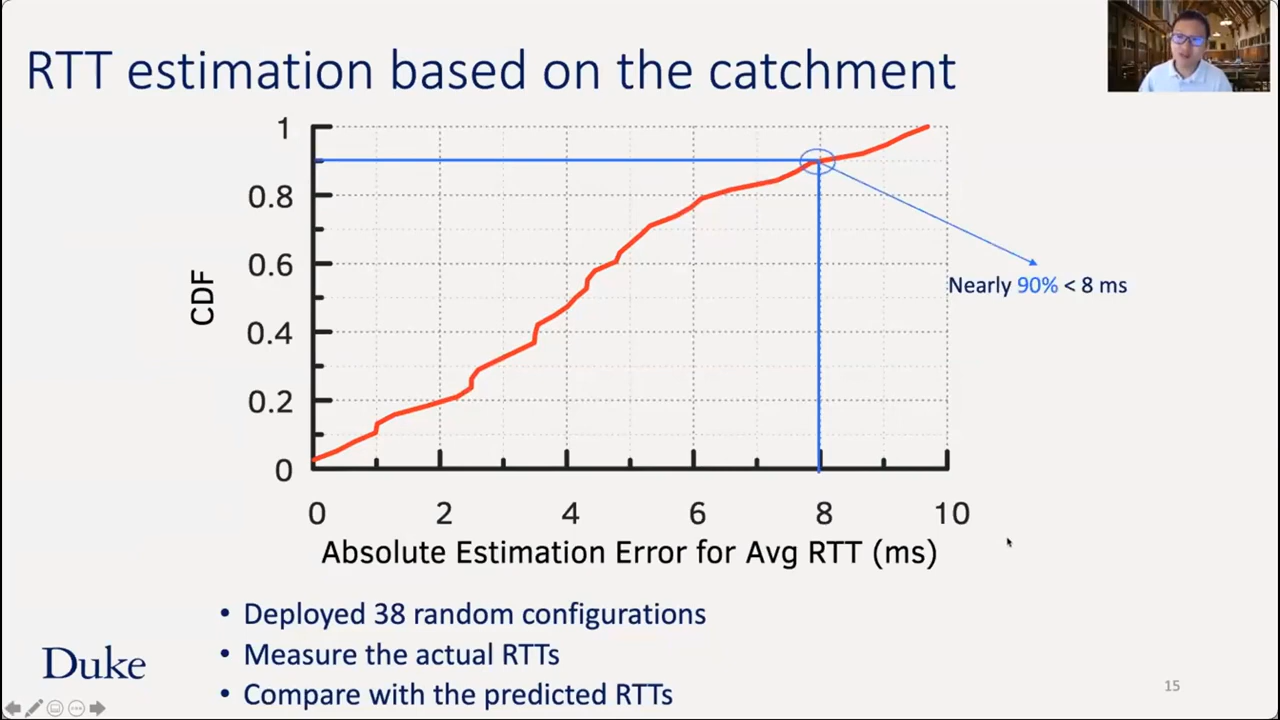 RTT estimation based on the catchment
1
0.8
0.6
0.4
0.2
0
CDF
0
2
4
6
8
10
Absolute Estimation Error for Avg RTT (ms)
Nearly 90% < 8 ms
• Deployed 38 random configurations
• Measure the actual RTTs
• Compare with the predicted RTTs
Duke
15